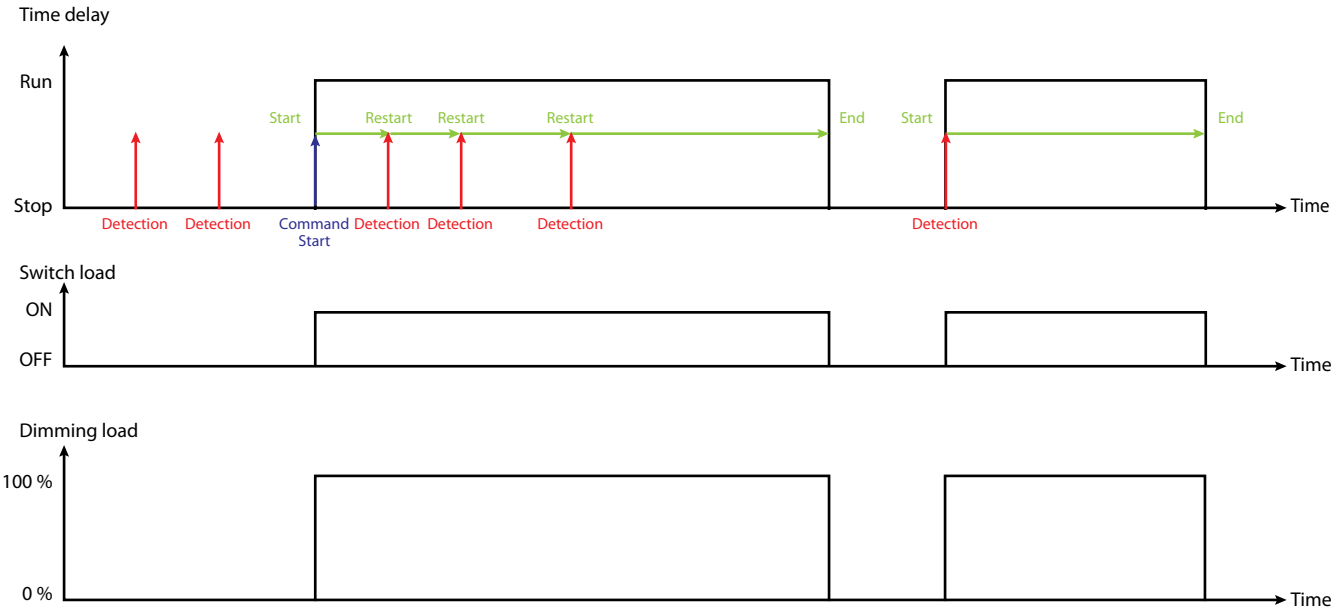 Time delay
Run
Start
Restart
Restart
Restart
End
Start
End
Stop
Time
Detection
Detection
Command
Start
Detection
Detection
Detection
Detection
Switch load
ON
OFF
Time
Dimming load
100 %
0 %
Time